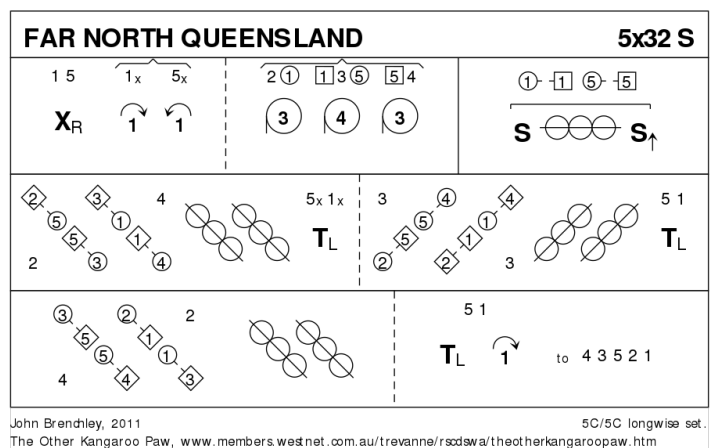 FAR NORTH QUEENSLAND 5x32 S
1 5 1x 5x 2 1 1 3 5 5 4 1 1 5 5
XR 1 1 3 4 3 S S
2 3 4 5x 1x 3 4 4 5 1
5 1 5 1
5 1 TL 5 1 TL
2 3 4 2 2 3
3 2 2 5 1
5 1
5 1 TL 1 to 4 3 5 2 1
4 4 3
John Brenchley, 2011 5C/5C longwise set.
The Other Kangaroo Paw, www.members.westnet.com.au/trevanne/rscdswa/theotherkangaroopaw.htm